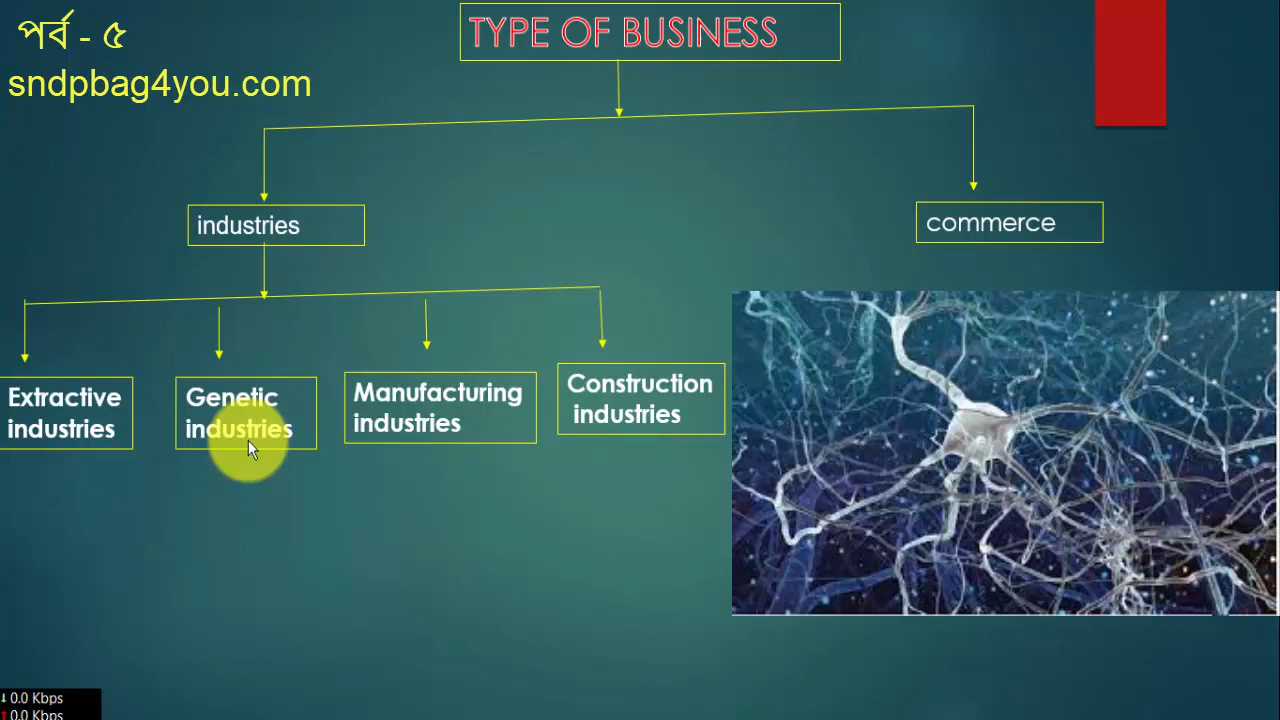 পর্ব - ৫
sndpbag4you.com
TYPE OF BUSINESS
industries
commerce
Extractive
industries
Genetic
industries
Manufacturing
industries
Construction
industries
↓ 0.0 Kbps
↑ 0.0 Kbps